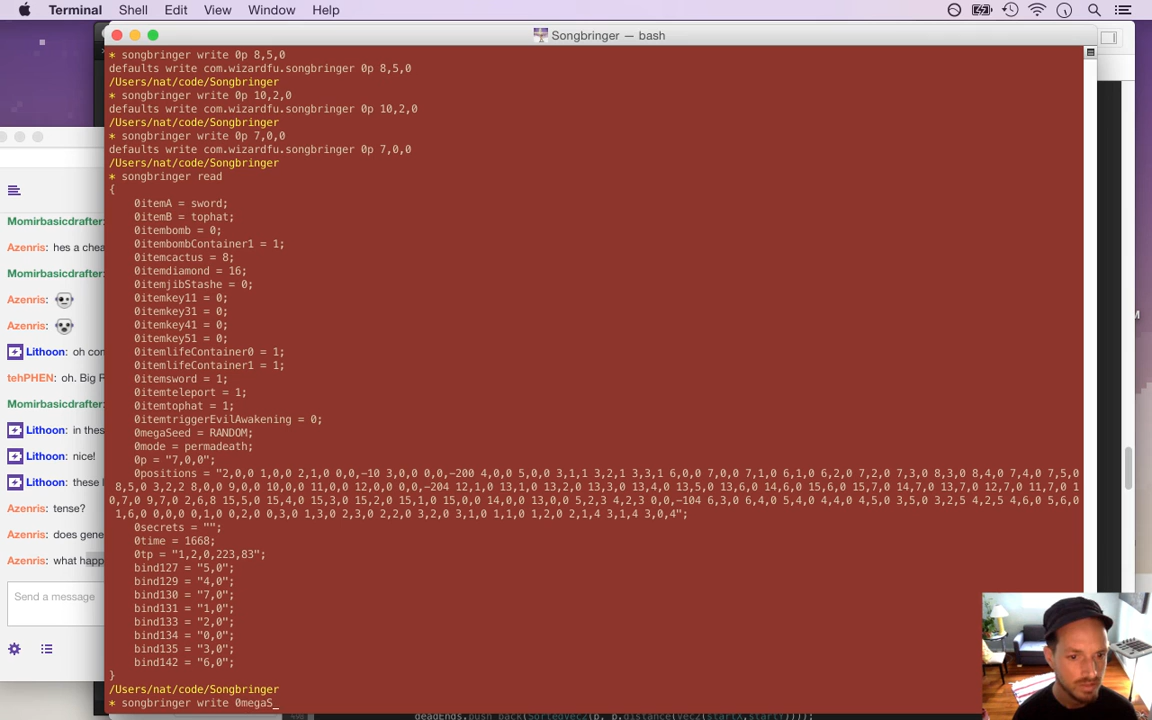 Terminal Shell Edit View Window Help
Songbringer — bash
* songbringer write 0p 8,5,0
defaults write com.wizardfu.songbringer 0p 8,5,0
/Users/nat/code/Songbringer
* songbringer write 0p 10,2,0
defaults write com.wizardfu.songbringer 0p 10,2,0
/Users/nat/code/Songbringer
* songbringer write 0p 7,0,0
defaults write com.wizardfu.songbringer 0p 7,0,0
/Users/nat/code/Songbringer
* songbringer read
{
0itemA = sword;
0itemB = tophat;
0itembomb = 0;
0itembombContainer1 = 1;
0itemcactus = 8;
0itemdiamond = 16;
0itemjibStashe = 0;
0itemkey11 = 0;
0itemkey31 = 0;
0itemkey41 = 0;
0itemkey51 = 0;
0itemlifeContainer0 = 1;
0itemlifeContainer1 = 1;
0itemsword = 1;
0itemteleport = 1;
0itemtophat = 1;
0itemtriggerEvilAwakening = 0;
0megaSeed = RANDOM;
0mode = permadeath;
0p = "7,0,0";
0positions = "2,0,0 1,0,0 2,1,0 0,0,-10 3,0,0 0,0,-200 4,0,0 5,0,0 3,1,1 3,2,1 3,3,1 6,0,0 7,0,0 7,1,0 6,1,0 6,2,0 7,2,0 7,3,0 8,3,0 8,4,0 7,4,0 7,5,0
8,5,0 3,2,2 8,0,0 9,0,0 10,0,0 11,0,0 12,0,0 0,0,-204 12,1,0 13,1,0 13,2,0 13,3,0 13,4,0 13,5,0 13,6,0 14,6,0 15,6,0 15,7,0 14,7,0 13,7,0 12,7,0 11,7,0 1
0,7,0 9,7,0 2,6,8 15,5,0 15,4,0 15,3,0 15,2,0 15,1,0 15,0,0 14,0,0 13,0,0 5,2,3 4,2,3 0,0,-104 6,3,0 6,4,0 5,4,0 4,4,0 4,5,0 3,5,0 3,2,5 4,2,5 4,6,0 5,6,0
1,6,0 0,0,0 0,1,0 0,2,0 0,3,0 1,3,0 2,3,0 2,2,0 3,2,0 3,1,0 1,1,0 1,2,0 2,1,4 3,1,4 3,0,4";
0secrets = "";
0time = 1668;
0tp = "1,2,0,223,83";
bind127 = "5,0";
bind129 = "4,0";
bind130 = "7,0";
bind131 = "1,0";
bind133 = "2,0";
bind134 = "0,0";
bind135 = "3,0";
bind142 = "6,0";
}
/Users/nat/code/Songbringer
* songbringer write 0megaS_
Momirbasicdrafter:
Azenris: hes a chea
Momirbasicdrafter:
Azenris:
Azenris:
Lithoon: oh com
tehPHEN: oh. Big R
Momirbasicdrafter:
Lithoon: in thes
Lithoon: nice!
Lithoon: these l
Azenris: tense?
Azenris: does gene
Azenris: what happ
Send a message